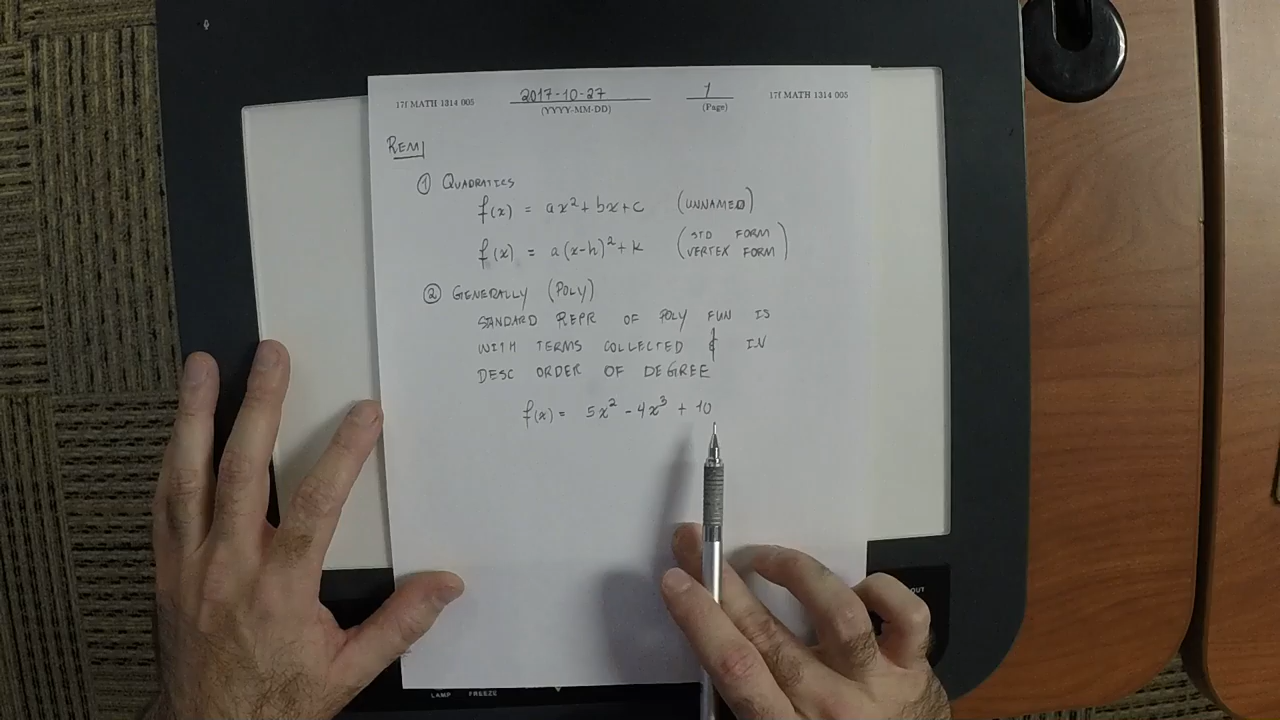 17f MATH 1314 005 2017-10-27 1 17f MATH 1314 005
(YYYY-MM-DD) (Page)
REM
① QUADRATICS
f(x) = ax² + bx + c (UNNAMED)
f(x) = a(x-h)² + k (STD FORM
VERTEX FORM)
② GENERALLY (POLY)
STANDARD REPR OF POLY FUN IS
WITH TERMS COLLECTED & IN
DESC ORDER OF DEGREE
f(x) = 5x² - 4x³ + 10
LAMP FREEZE